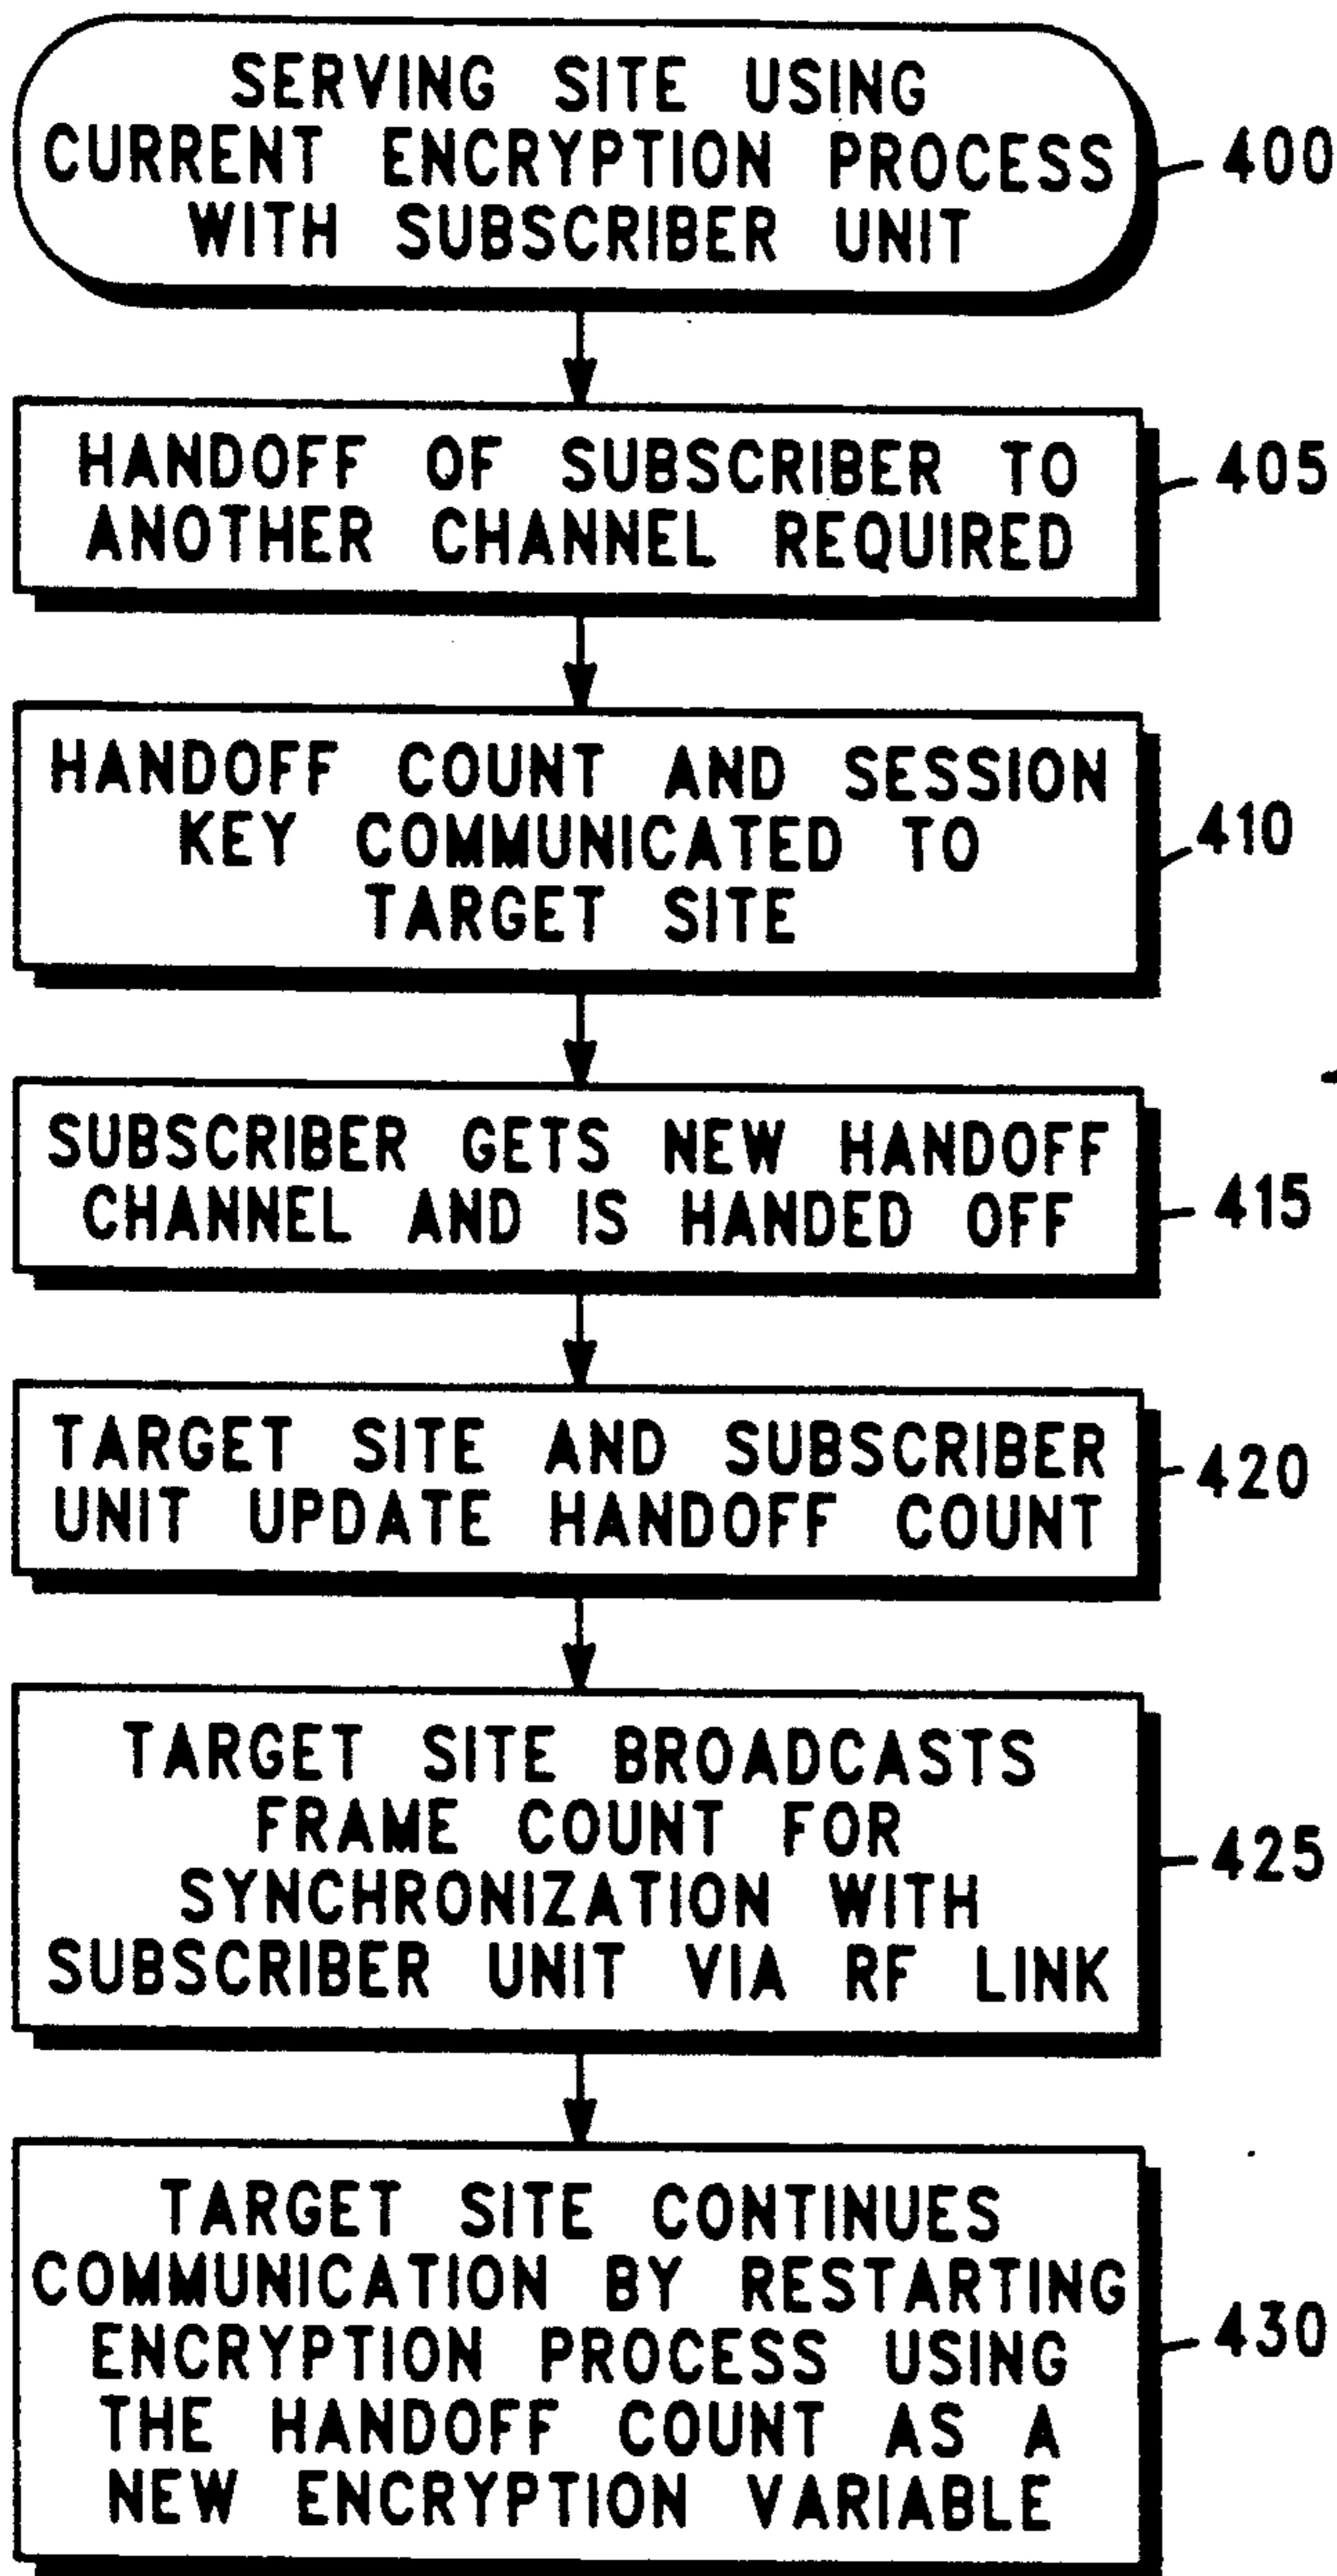 SERVING SITE USING
CURRENT ENCRYPTION PROCESS
WITH SUBSCRIBER UNIT
400
HANDOFF OF SUBSCRIBER TO
ANOTHER CHANNEL REQUIRED
405
HANDOFF COUNT AND SESSION
KEY COMMUNICATED TO
TARGET SITE
410
SUBSCRIBER GETS NEW HANDOFF
CHANNEL AND IS HANDED OFF
415
TARGET SITE AND SUBSCRIBER
UNIT UPDATE HANDOFF COUNT
420
TARGET SITE BROADCASTS
FRAME COUNT FOR
SYNCHRONIZATION WITH
SUBSCRIBER UNIT VIA RF LINK
425
TARGET SITE CONTINUES
COMMUNICATION BY RESTARTING
ENCRYPTION PROCESS USING
THE HANDOFF COUNT AS A
NEW ENCRYPTION VARIABLE
430